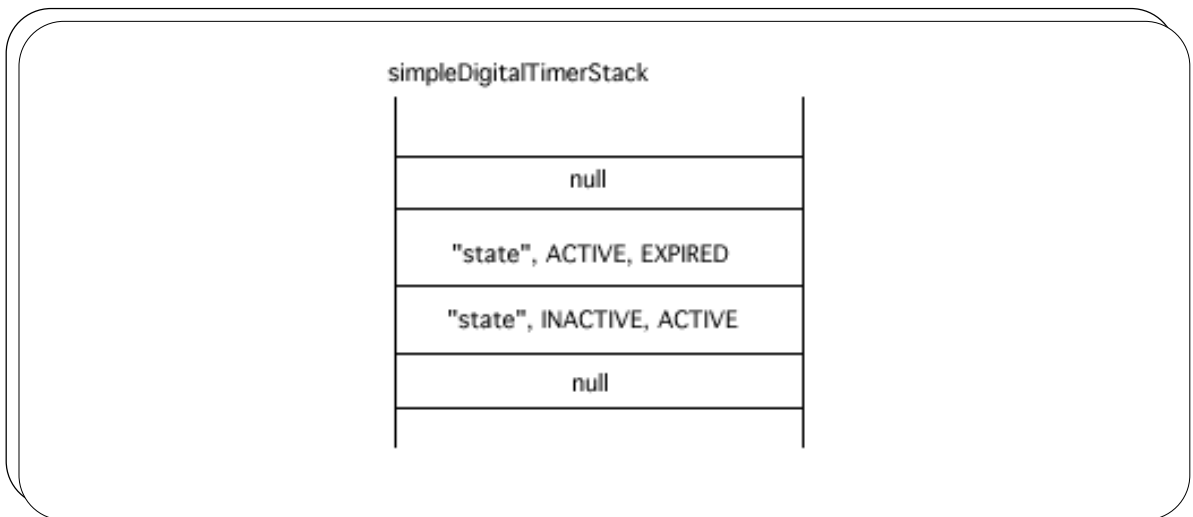 simpleDigitalTimerStack
null
"state", ACTIVE, EXPIRED
"state", INACTIVE, ACTIVE
null